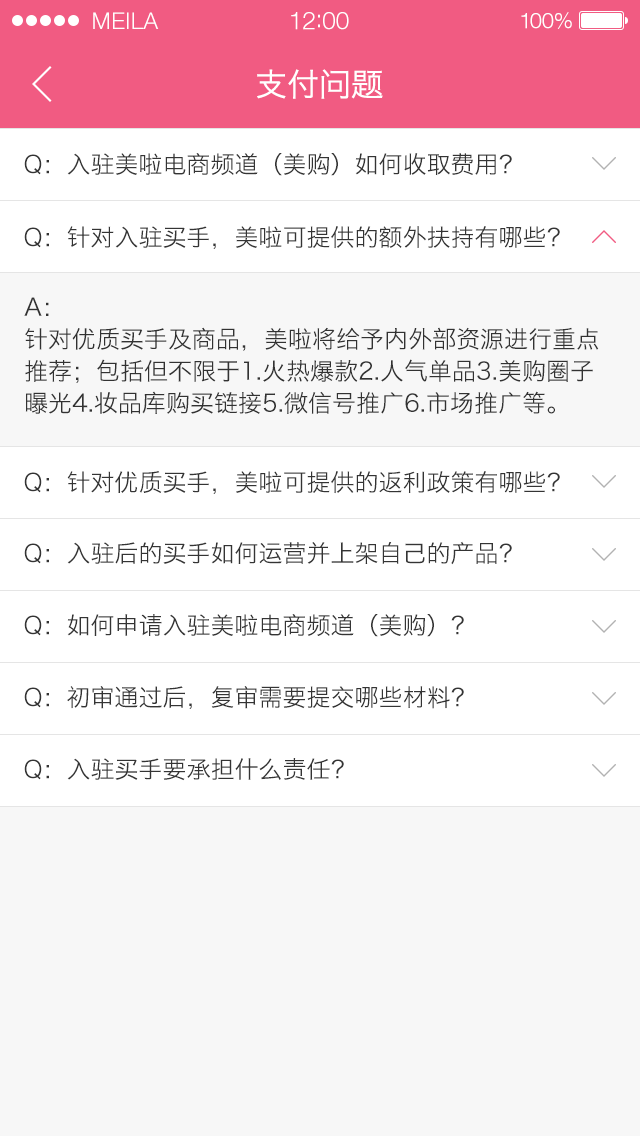 MEILA 12:00 100%
支付问题
Q：入驻美啦电商频道（美购）如何收取费用？
Q：针对入驻买手，美啦可提供的额外扶持有哪些？
A：
针对优质买手及商品，美啦将给予内外部资源进行重点
推荐；包括但不限于1.火热爆款2.人气单品3.美购圈子
曝光4.妆品库购买链接5.微信号推广6.市场推广等。
Q：针对优质买手，美啦可提供的返利政策有哪些？
Q：入驻后的买手如何运营并上架自己的产品？
Q：如何申请入驻美啦电商频道（美购）？
Q：初审通过后，复审需要提交哪些材料？
Q：入驻买手要承担什么责任？